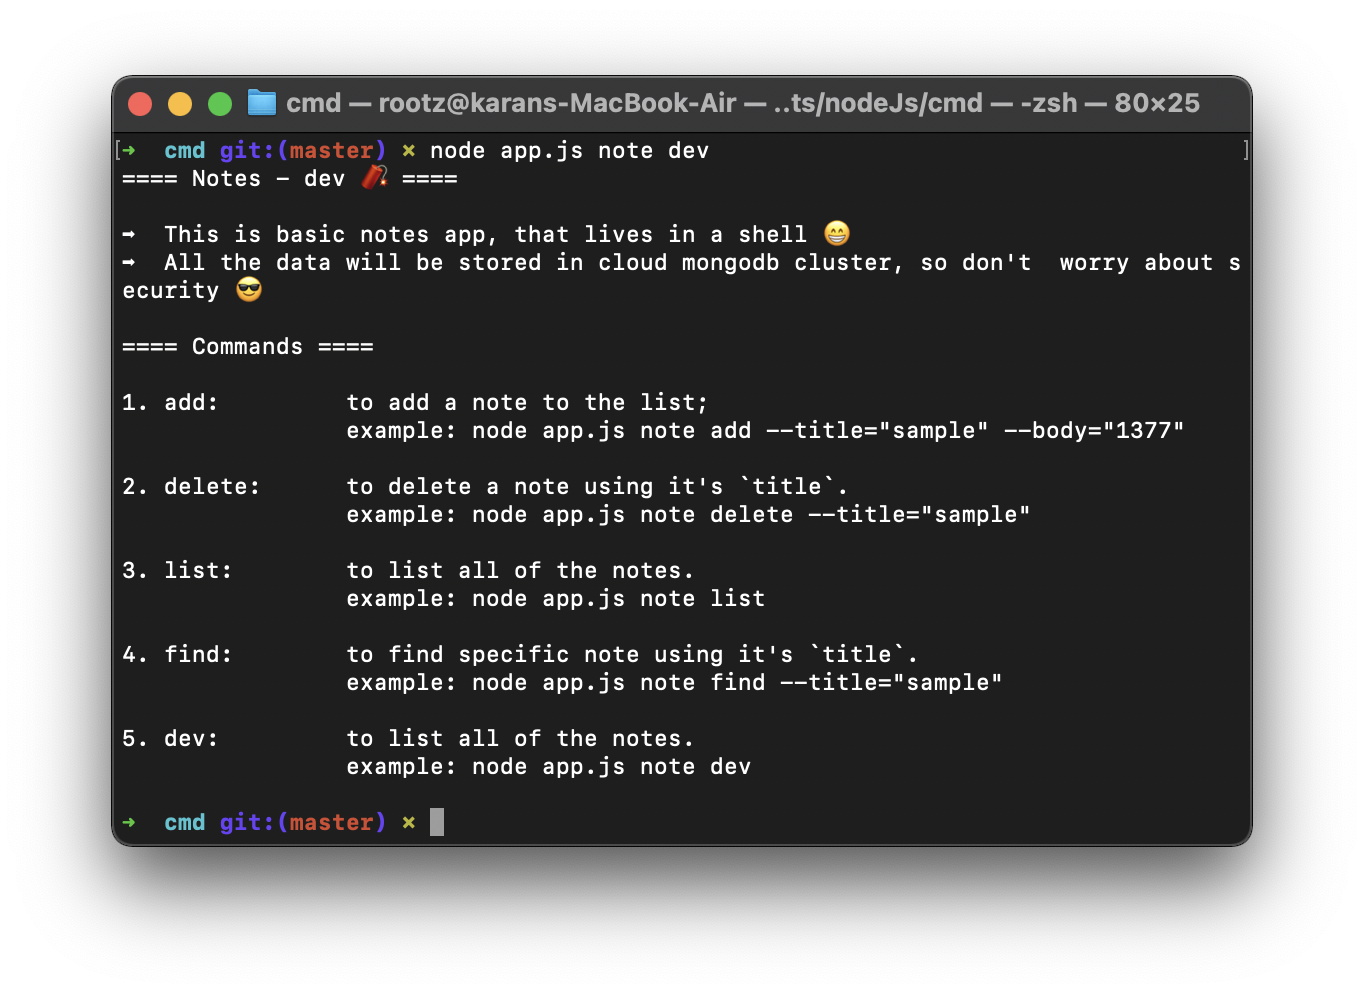 cmd — rootz@karans-MacBook-Air — ..ts/nodeJs/cmd — -zsh — 80×25
[➜  cmd git:(master) ✗ node app.js note dev ]
==== Notes - dev 🧨 ====
➡  This is basic notes app, that lives in a shell 😁
➡  All the data will be stored in cloud mongodb cluster, so don't  worry about s
ecurity 😎
==== Commands ====
1. add:         to add a note to the list;
                example: node app.js note add --title="sample" --body="1377"
2. delete:      to delete a note using it's `title`.
                example: node app.js note delete --title="sample"
3. list:        to list all of the notes.
                example: node app.js note list
4. find:        to find specific note using it's `title`.
                example: node app.js note find --title="sample"
5. dev:         to list all of the notes.
                example: node app.js note dev
➜  cmd git:(master) ✗